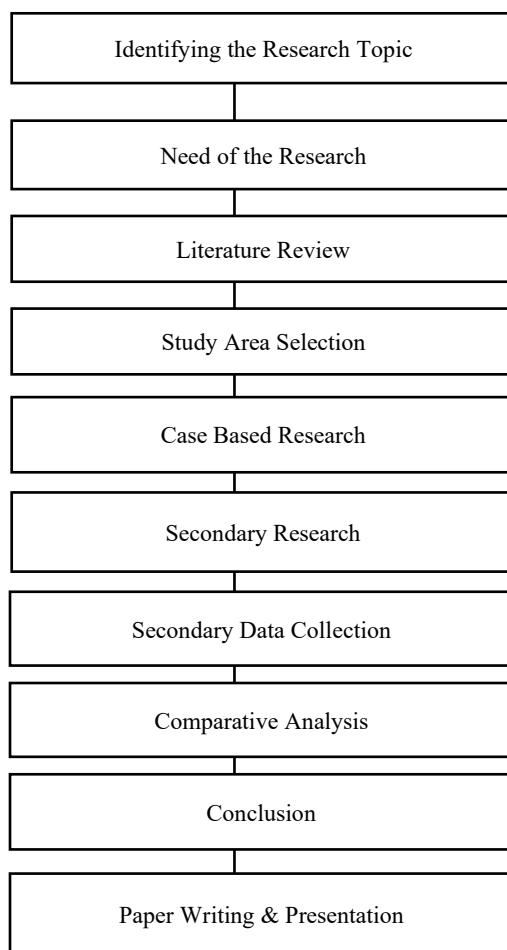 Identifying the Research Topic
Need of the Research
Literature Review
Study Area Selection
Case Based Research
Secondary Research
Secondary Data Collection
Comparative Analysis
Conclusion
Paper Writing & Presentation